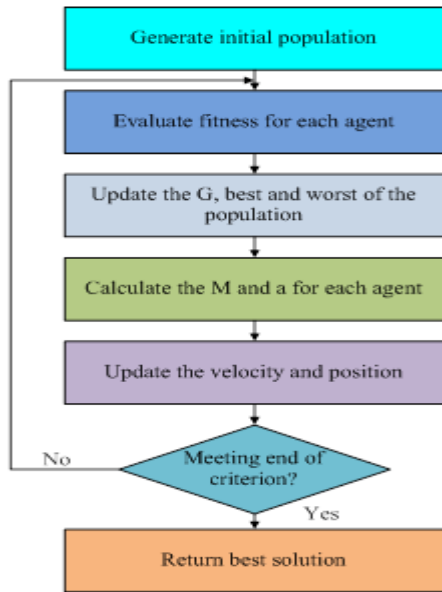 Generate initial population
Evaluate fitness for each agent
Update the G, best and worst of the
population
Calculate the M and a for each agent
Update the velocity and position
Meeting end of
criterion?
No
Yes
Return best solution